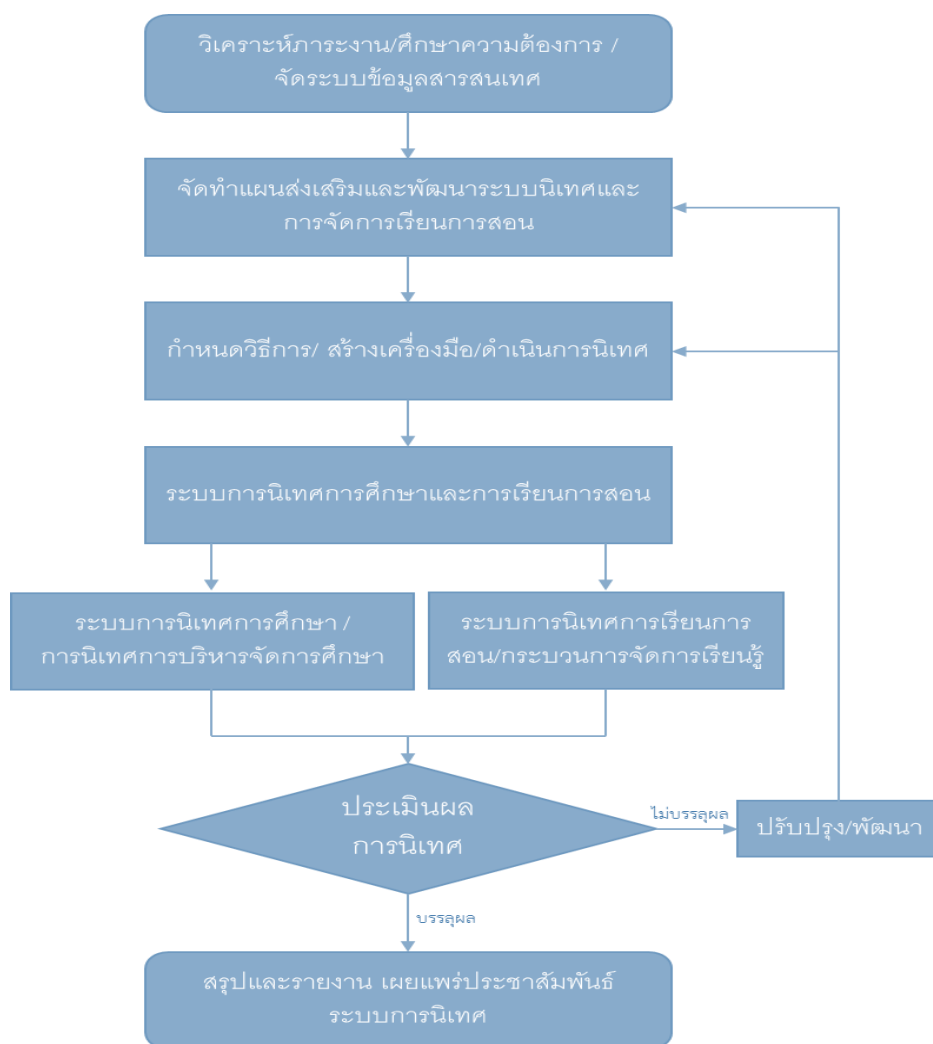 วิเคราะห์ภาระงาน/ศึกษาความต้องการ /
จัดระบบข้อมูลสารสนเทศ
จัดทำแผนส่งเสริมและพัฒนาระบบนิเทศและ
การจัดการเรียนการสอน
กำหนดวิธีการ/ สร้างเครื่องมือ/ดำเนินการนิเทศ
ระบบการนิเทศการศึกษาและการเรียนการสอน
ระบบการนิเทศการศึกษา /
การนิเทศการบริหารจัดการศึกษา
ระบบการนิเทศการเรียนการ
สอน/กระบวนการจัดการเรียนรู้
ประเมินผล
การนิเทศ
ไม่บรรลุผล
ปรับปรุง/พัฒนา
บรรลุผล
สรุปและรายงาน เผยแพร่ประชาสัมพันธ์
ระบบการนิเทศ